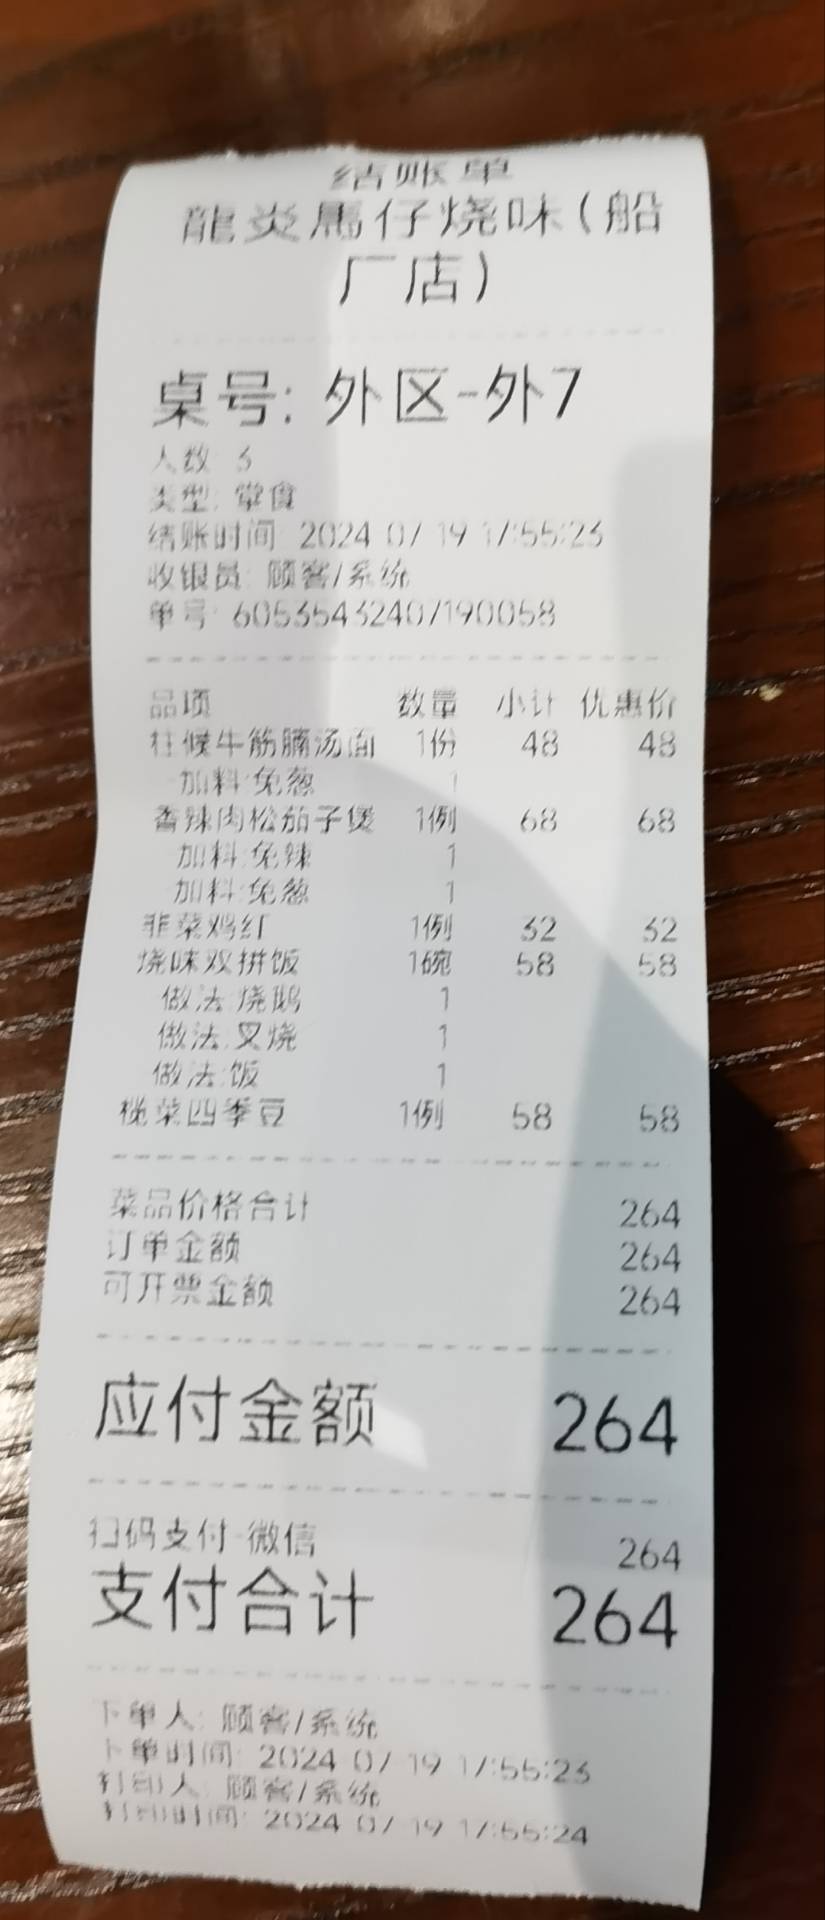 结账单
龍炎馬仔烧味(船
厂店)
桌号: 外区-外7
人数: 3
类型: 堂食
结账时间: 2024 07 19 17:55:23
收银员: 顾客/系统
单号: 6053543240/190058
品项 数量 小计 优惠价
柱候牛筋腩汤面 1份 48 48
加料:免葱 1
香辣肉松茄子煲 1例 68 68
加料:免辣 1
加料:免葱 1
韭菜鸡红 1例 32 32
烧味双拼饭 1碗 58 58
做法:烧鹅 1
做法:叉烧 1
做法:饭 1
榄菜四季豆 1例 58 58
菜品价格合计 264
订单金额 264
可开票金额 264
应付金额 264
扫码支付-微信 264
支付合计 264
下单人: 顾客/系统
下单时间: 2024 07 19 17:55:23
打印人: 顾客/系统
打印时间: 2024 07 19 17:55:24